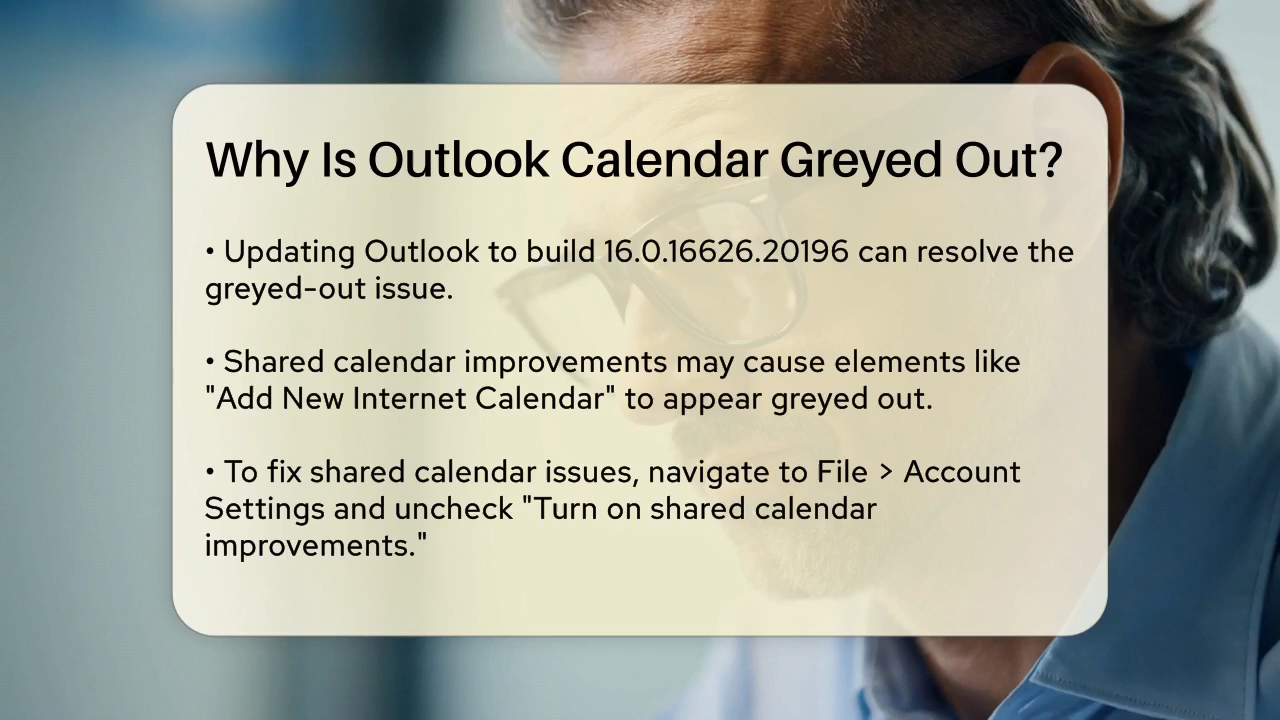 Why Is Outlook Calendar Greyed Out?
• Updating Outlook to build 16.0.16626.20196 can resolve the
greyed-out issue.
• Shared calendar improvements may cause elements like
"Add New Internet Calendar" to appear greyed out.
• To fix shared calendar issues, navigate to File > Account
Settings and uncheck "Turn on shared calendar
improvements."